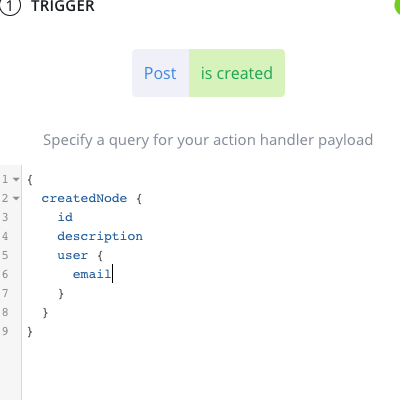 1 TRIGGER
Post is created
Specify a query for your action handler payload
1 {
2 createdNode {
3 id
4 description
5 user {
6 email
7 }
8 }
9 }